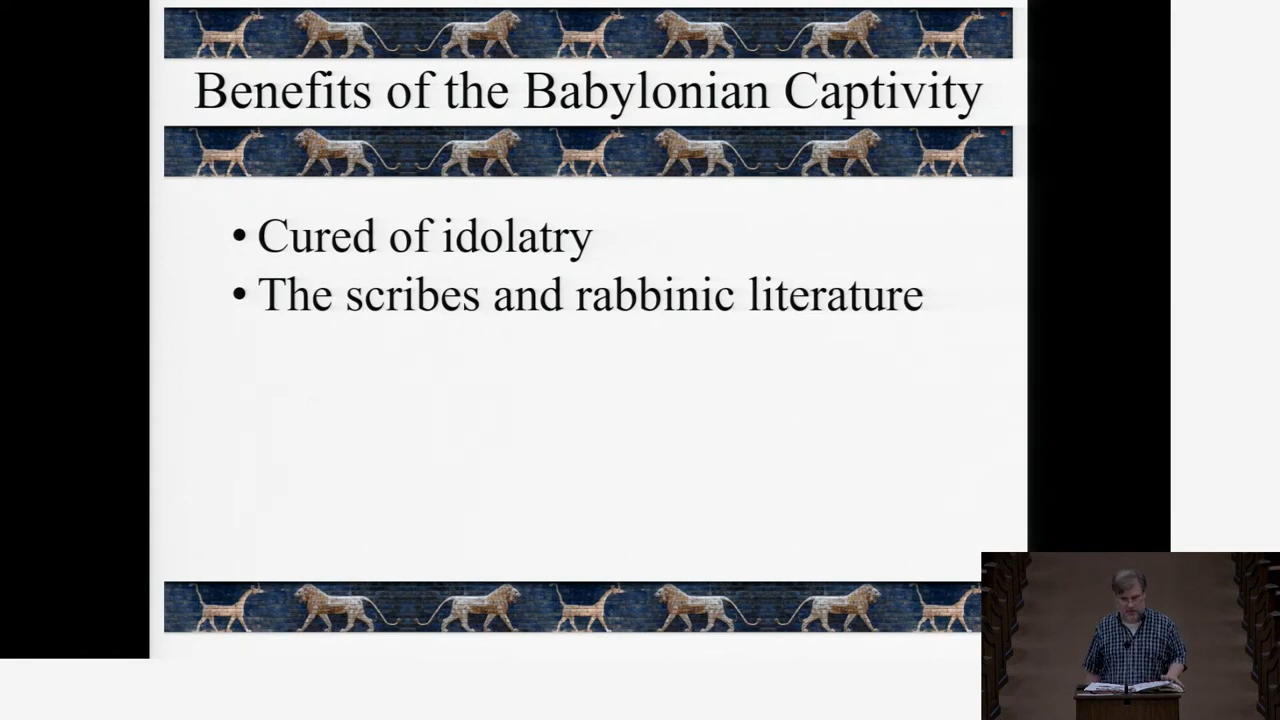 Benefits of the Babylonian Captivity
• Cured of idolatry
• The scribes and rabbinic literature